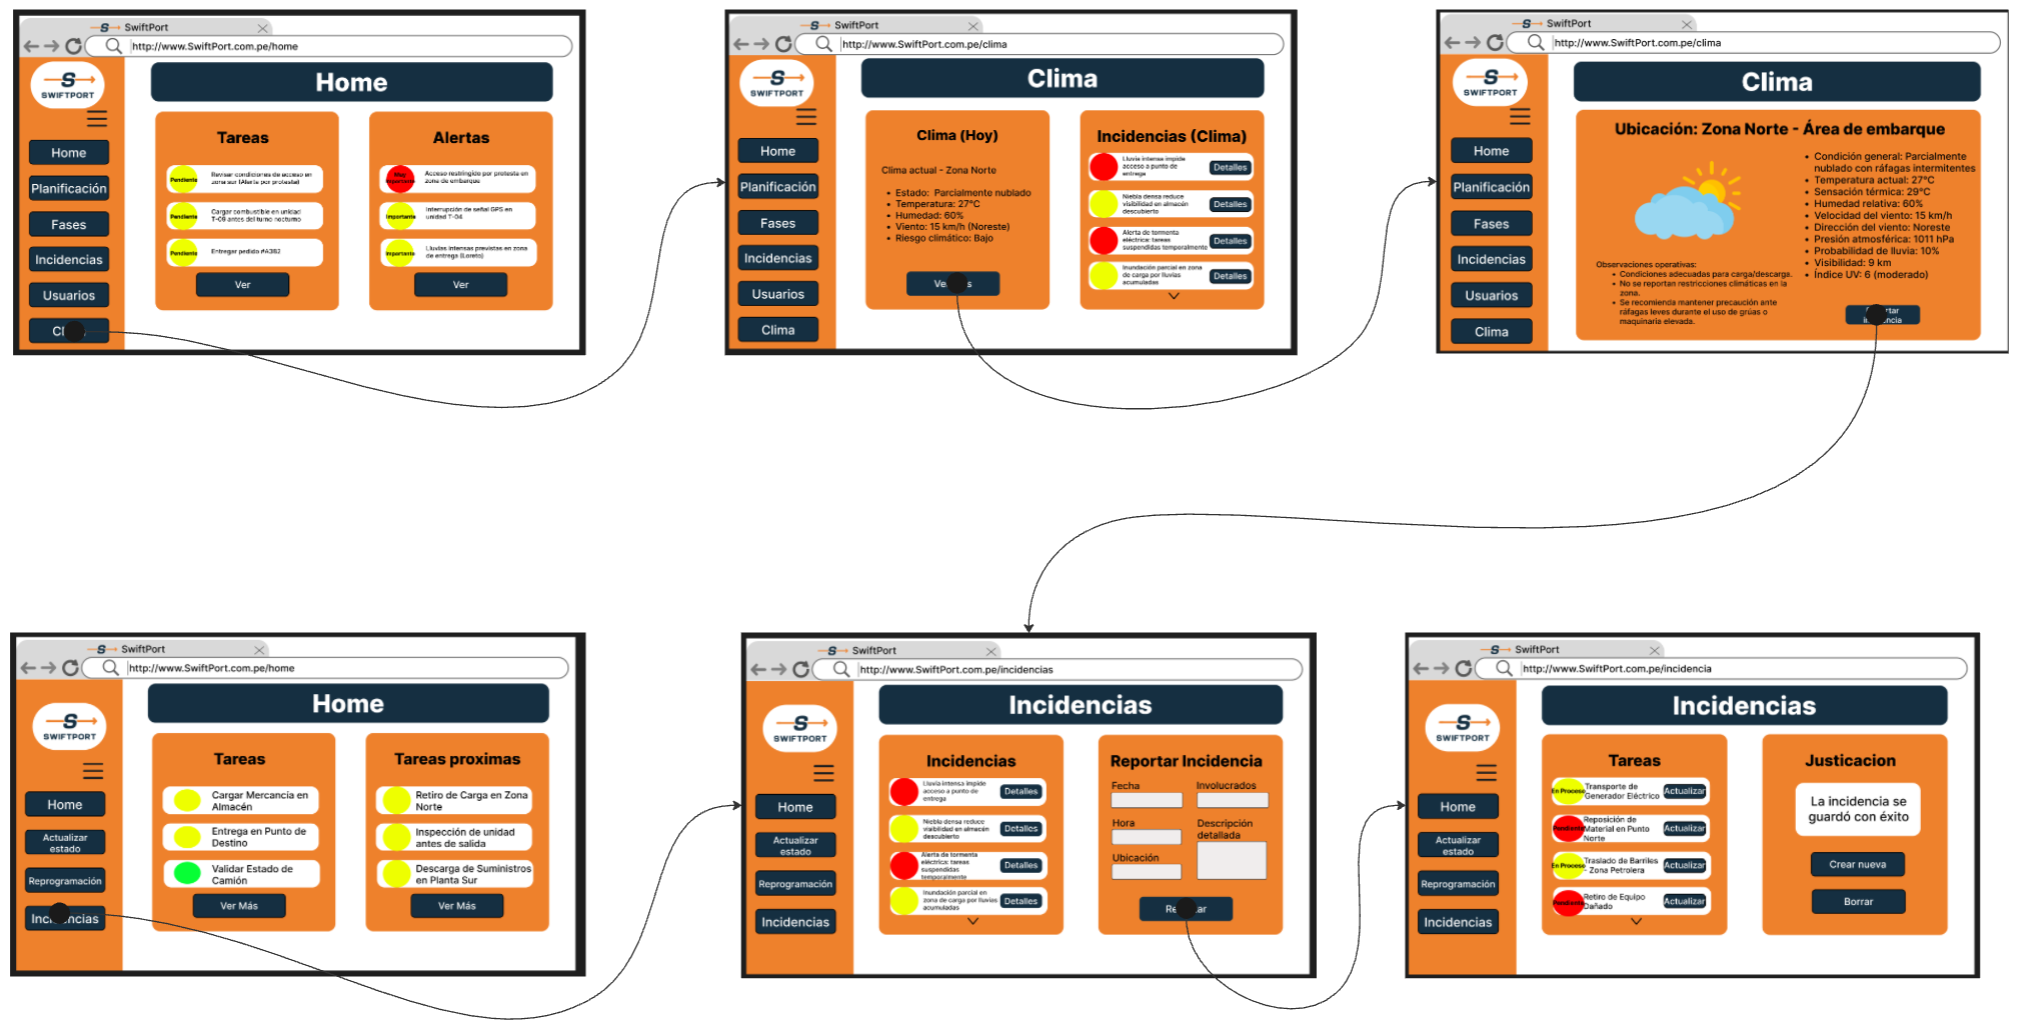 S SwiftPort
http://www.SwiftPort.com.pe/home
S
SWIFTPORT
Home
Planificación
Fases
Incidencias
Usuarios
Home
Tareas
Pendiente
Revisar condiciones de acceso en
zona sur (Alerta por protesta)
Pendiente
Cargar combustible en unidad
T-09 antes del turno nocturno
Pendiente
Entregar pedido #A3B2
Ver
Alertas
Muy
importante
Acceso restringido por protesta en
zona de embarque
Importante
Interrupción de señal GPS en
unidad T-04
Importante
Lluvias intensas previstas en zona
de entrega (Loreto)
Ver
S SwiftPort
http://www.SwiftPort.com.pe/clima
S
SWIFTPORT
Home
Planificación
Fases
Incidencias
Usuarios
Clima
Clima
Clima (Hoy)
Clima actual - Zona Norte
• Estado: Parcialmente nublado
• Temperatura: 27°C
• Humedad: 60%
• Viento: 15 km/h (Noreste)
• Riesgo climático: Bajo
Incidencias (Clima)
Lluvia intensa impide
acceso a punto de
entrega
Detalles
Niebla densa reduce
visibilidad en almacén
descubierto
Detalles
Alerta de tormenta
eléctrica: tareas
suspendidas temporalmente
Detalles
Inundación parcial en zona
de carga por lluvias
acumuladas
Detalles
S SwiftPort
http://www.SwiftPort.com.pe/clima
S
SWIFTPORT
Home
Planificación
Fases
Incidencias
Usuarios
Clima
Clima
Ubicación: Zona Norte - Área de embarque
Observaciones operativas:
• Condiciones adecuadas para carga/descarga.
• No se reportan restricciones climáticas en la
zona.
• Se recomienda mantener precaución ante
ráfagas leves durante el uso de grúas o
maquinaria elevada.
• Condición general: Parcialmente
nublado con ráfagas intermitentes
• Temperatura actual: 27°C
• Sensación térmica: 29°C
• Humedad relativa: 60%
• Velocidad del viento: 15 km/h
• Dirección del viento: Noreste
• Presión atmosférica: 1011 hPa
• Probabilidad de lluvia: 10%
• Visibilidad: 9 km
• Índice UV: 6 (moderado)
S SwiftPort
http://www.SwiftPort.com.pe/home
S
SWIFTPORT
Home
Actualizar
estado
Reprogramación
Home
Tareas
Cargar Mercancía en
Almacén
Entrega en Punto de
Destino
Validar Estado de
Camión
Ver Más
Tareas proximas
Retiro de Carga en Zona
Norte
Inspección de unidad
antes de salida
Descarga de Suministros
en Planta Sur
Ver Más
S SwiftPort
http://www.SwiftPort.com.pe/incidencias
S
SWIFTPORT
Home
Actualizar
estado
Reprogramación
Incidencias
Incidencias
Incidencias
Lluvia intensa impide
acceso a punto de
entrega
Detalles
Niebla densa reduce
visibilidad en almacén
descubierto
Detalles
Alerta de tormenta
eléctrica: tareas
suspendidas
temporalmente
Detalles
Inundación parcial en
zona de carga por lluvias
acumuladas
Detalles
Reportar Incidencia
Fecha
Involucrados
Hora
Descripción
detallada
Ubicación
S SwiftPort
http://www.SwiftPort.com.pe/incidencia
S
SWIFTPORT
Home
Actualizar
estado
Reprogramación
Incidencias
Incidencias
Tareas
En Proceso
Transporte de
Generador Eléctrico
Actualizar
Pendiente
Reposición de
Material en Punto
Norte
Actualizar
En Proceso
Traslado de Barriles
- Zona Petrolera
Actualizar
Pendiente
Retiro de Equipo
Dañado
Actualizar
Justicacion
La incidencia se
guardó con éxito
Crear nueva
Borrar